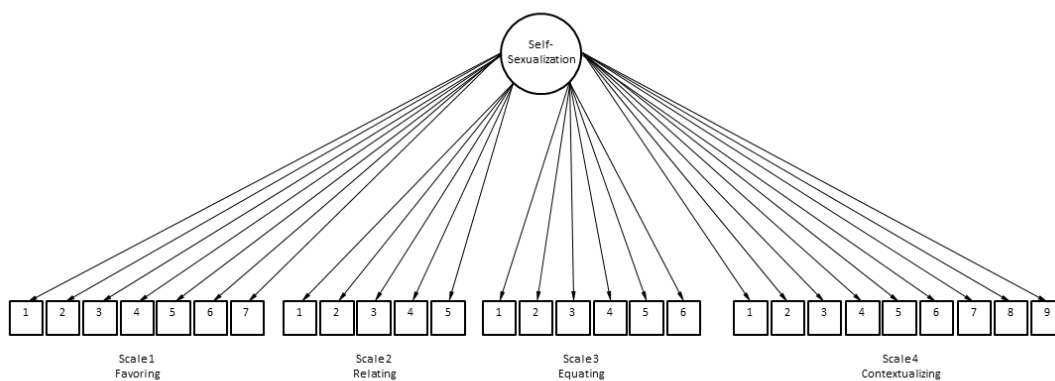 Self-
Sexualization
1 2 3 4 5 6 7 1 2 3 4 5 1 2 3 4 5 6 1 2 3 4 5 6 7 8 9
Scale1 Scale2 Scale3 Scale4
Favoring Relating Equating Contextualizing